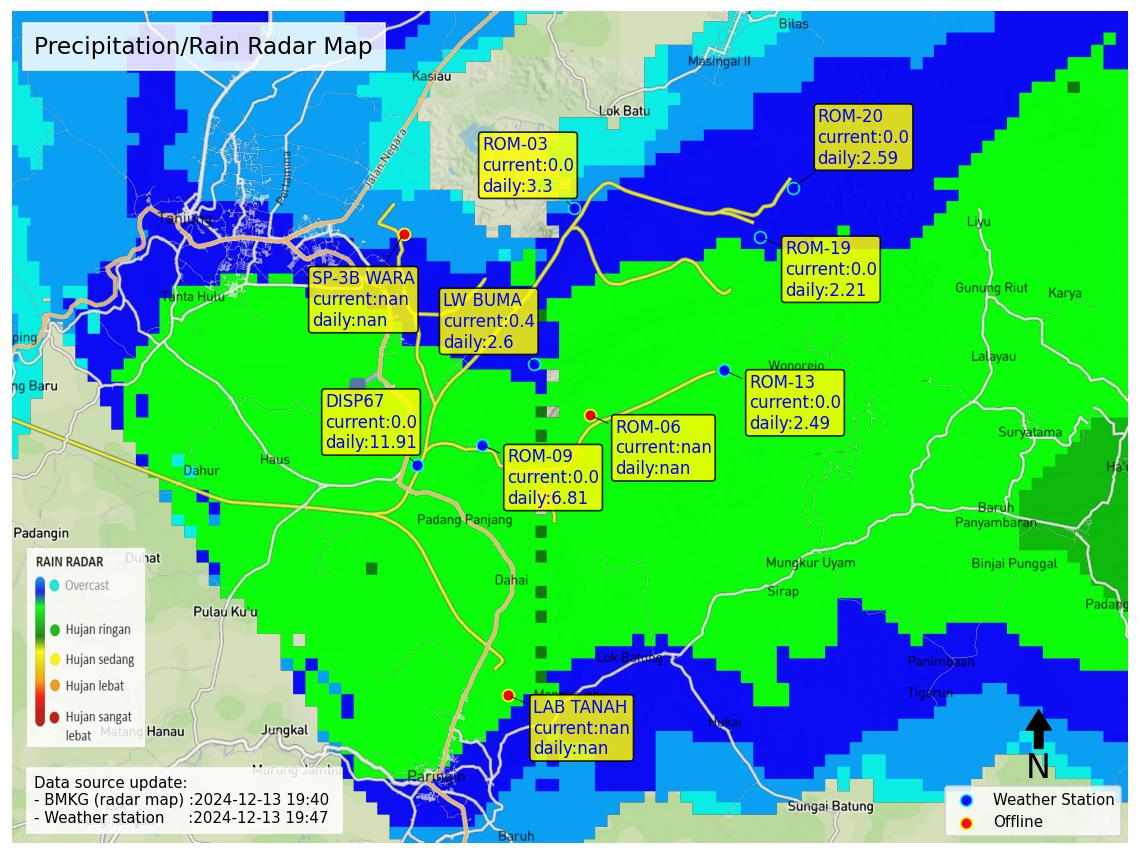 Precipitation/Rain Radar Map
Bilas
Masingai II
Kasiau
Lok Batu
Jalan Negara
Pertamina
ROM-20
current:0.0
daily:2.59
ROM-03
current:0.0
daily:3.3
Tanjung
Liyu
ROM-19
current:0.0
daily:2.21
SP-3B WARA
current:nan
daily:nan
LW BUMA
current:0.4
daily:2.6
Tanta Hulu
Gunung Riut
Karya
ping
Lalayau
Wonorejo
ng Baru
ROM-13
current:0.0
daily:2.49
DISP67
current:0.0
daily:11.91
ROM-06
current:nan
daily:nan
Suryatama
ROM-09
current:0.0
daily:6.81
Haus
Dahur
Ha'u
Padang Panjang
Baruh
Panyambaran
Padangin
Duhat
Mungkur Uyam
Binjai Punggal
Dahai
Sirap
Pulau Ku'u
Padang
RAIN RADAR
Overcast
Hujan ringan
Hujan sedang
Hujan lebat
Hujan sangat
lebat
Lok Batung
Panimbaan
Tigarun
LAB TANAH
current:nan
daily:nan
Hukai
Matang Hanau
Jungkal
Murung Jambu
Paringin
N
Data source update:
- BMKG (radar map) :2024-12-13 19:40
- Weather station :2024-12-13 19:47
Sungai Batung
Weather Station
Offline
Baruh